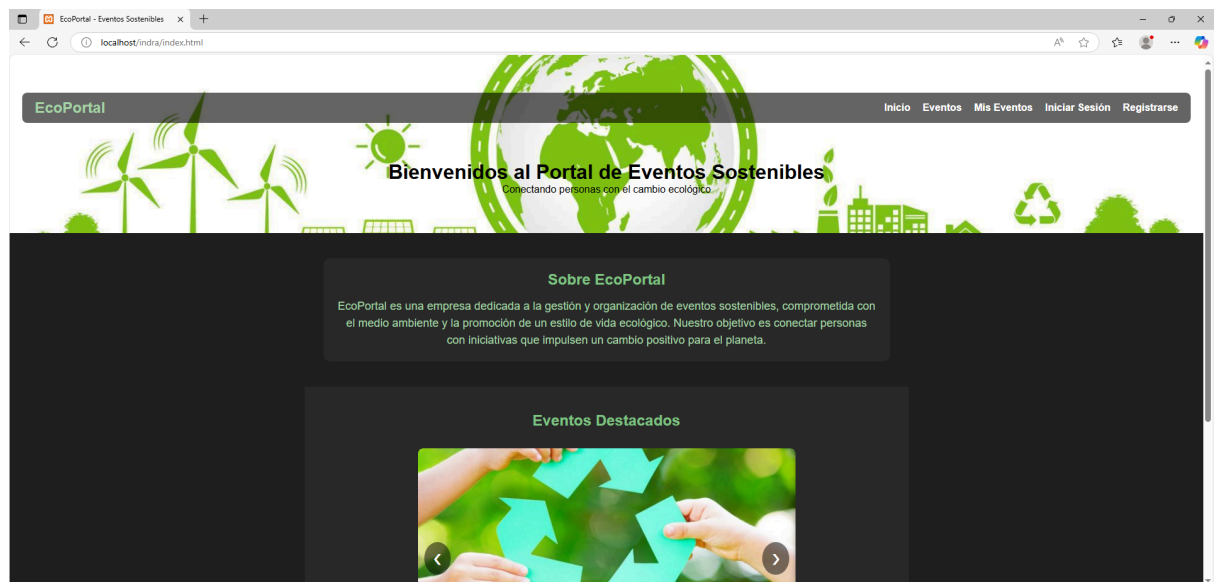 EcoPortal - Eventos Sostenibles
localhost/indra/index.html
EcoPortal
Inicio Eventos Mis Eventos Iniciar Sesión Registrarse
Bienvenidos al Portal de Eventos Sostenibles
Conectando personas con el cambio ecológico
Sobre EcoPortal
EcoPortal es una empresa dedicada a la gestión y organización de eventos sostenibles, comprometida con
el medio ambiente y la promoción de un estilo de vida ecológico. Nuestro objetivo es conectar personas
con iniciativas que impulsen un cambio positivo para el planeta.
Eventos Destacados